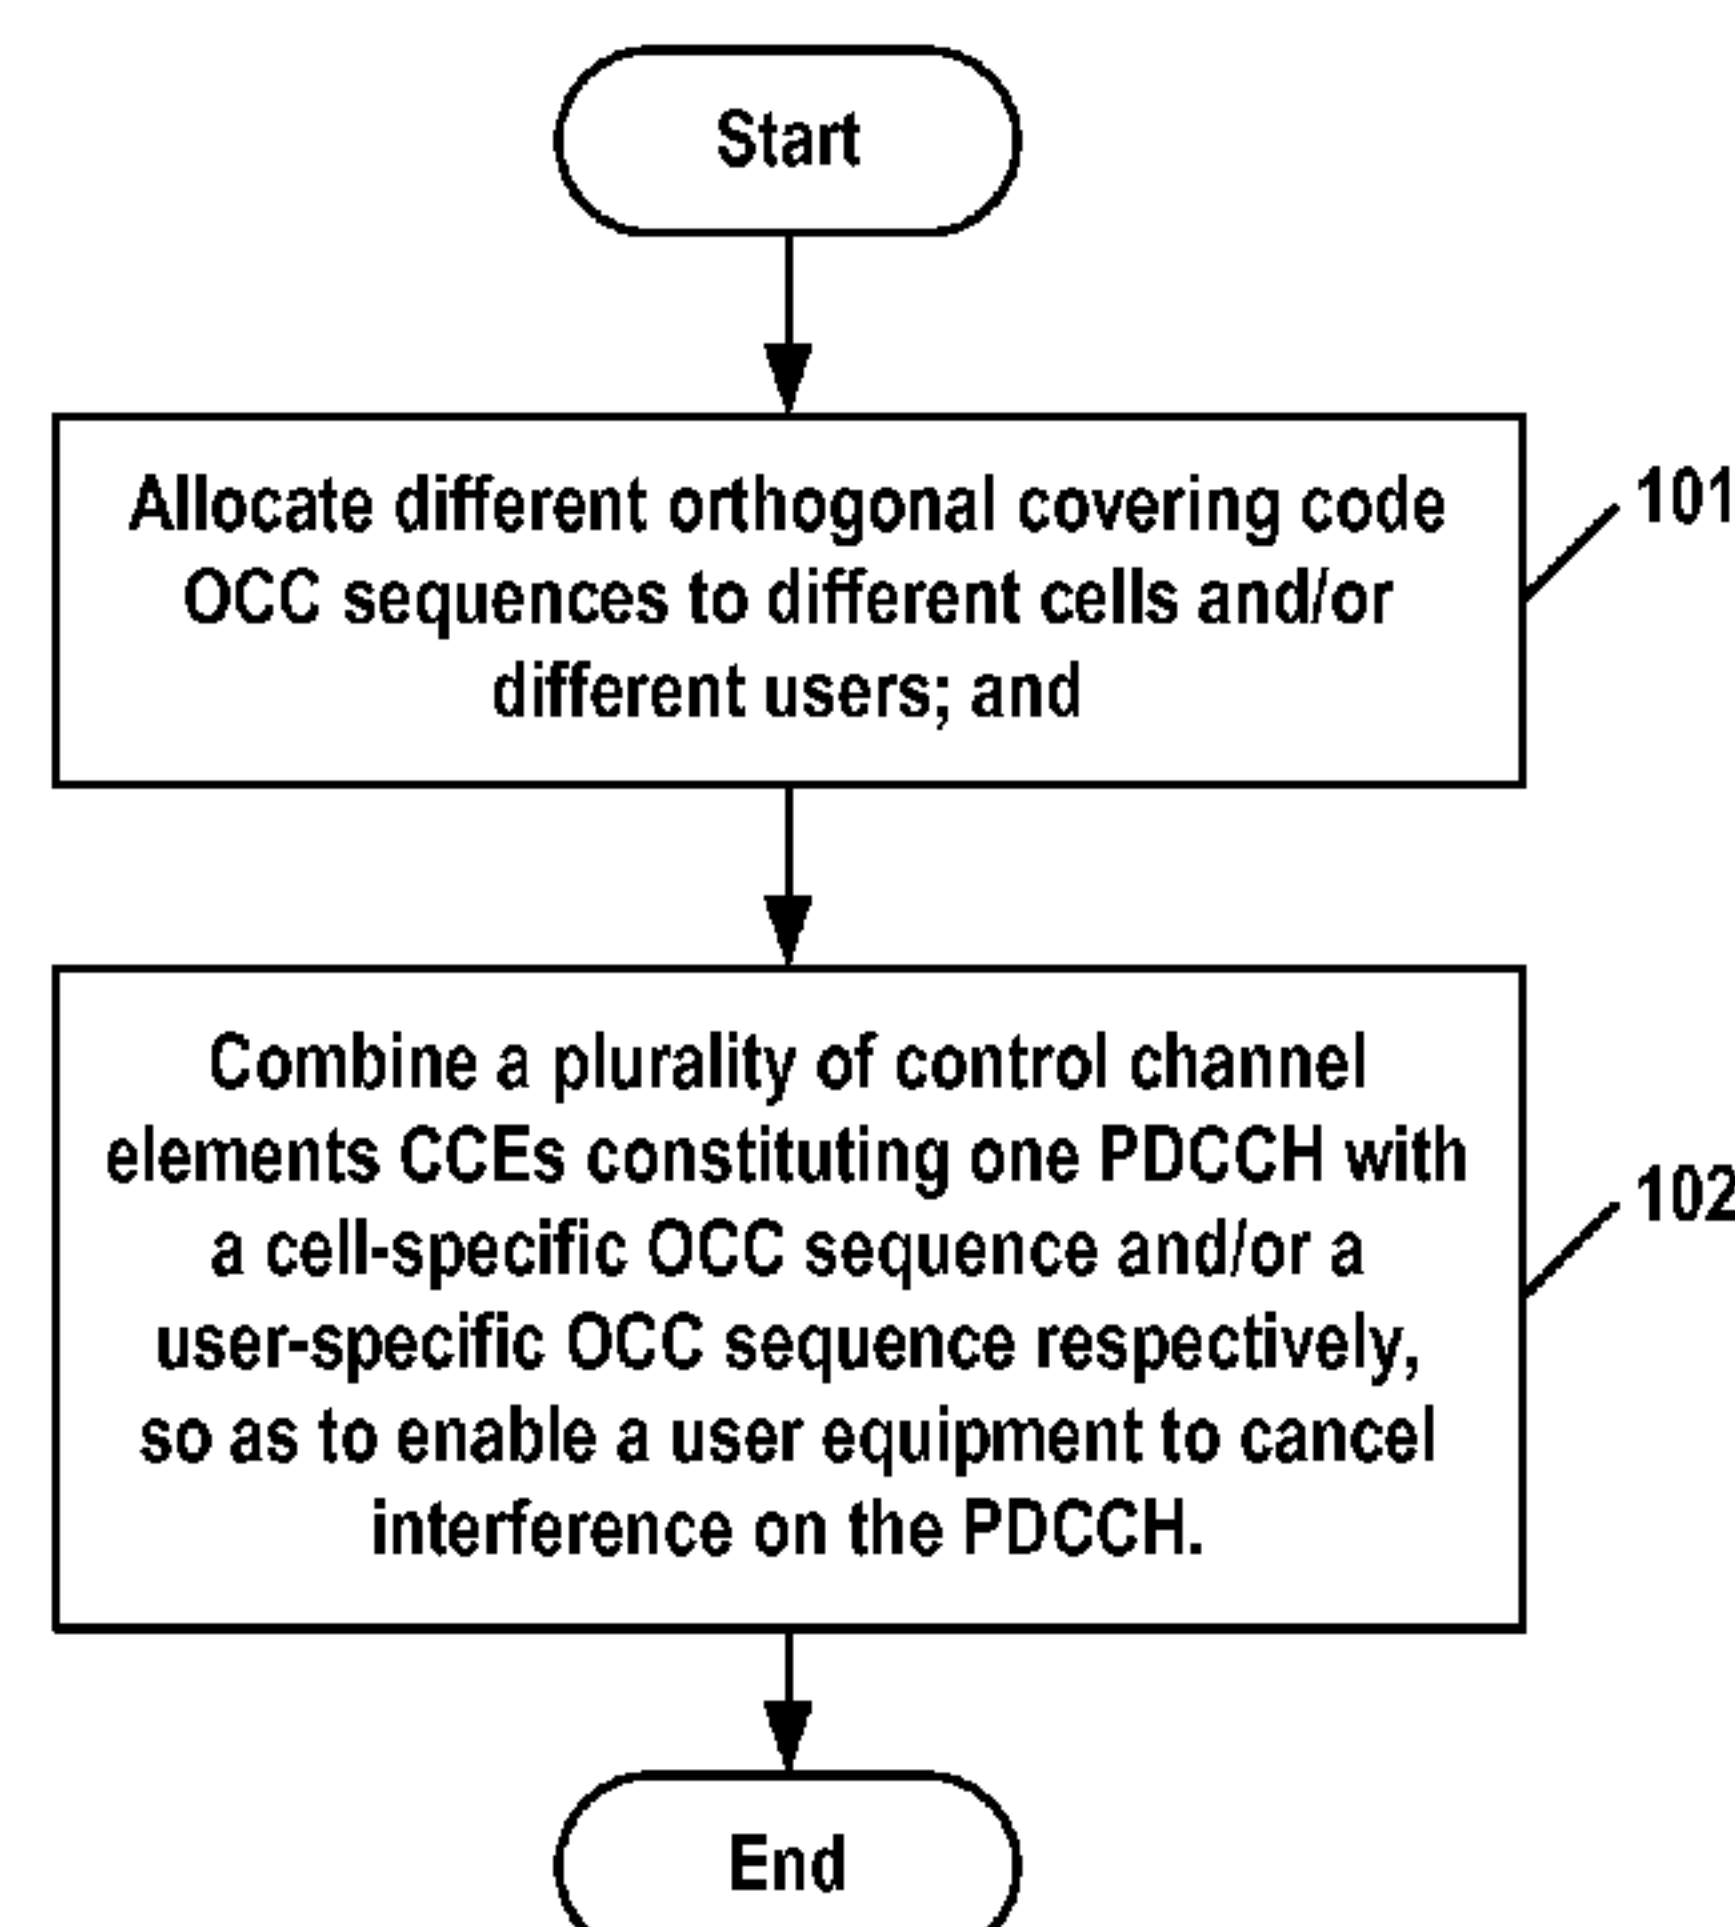 Start
Allocate different orthogonal covering code
OCC sequences to different cells and/or
different users; and
101
Combine a plurality of control channel
elements CCEs constituting one PDCCH with
a cell-specific OCC sequence and/or a
user-specific OCC sequence respectively,
so as to enable a user equipment to cancel
interference on the PDCCH.
102
End